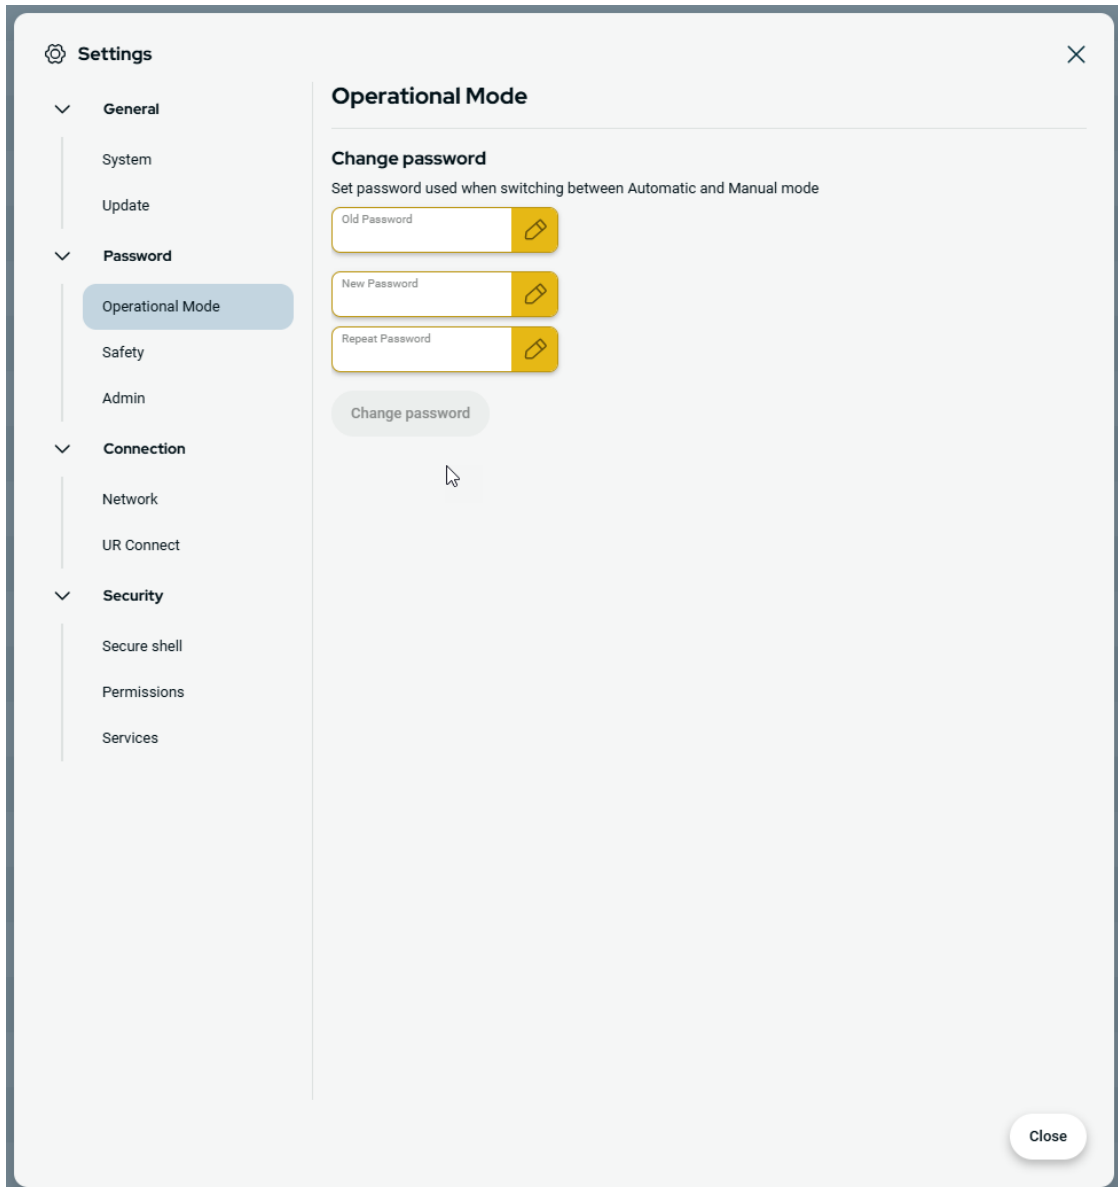 Settings
General
System
Update
Password
Operational Mode
Safety
Admin
Connection
Network
UR Connect
Security
Secure shell
Permissions
Services
Operational Mode
Change password
Set password used when switching between Automatic and Manual mode
Old Password
New Password
Repeat Password
Change password
Close